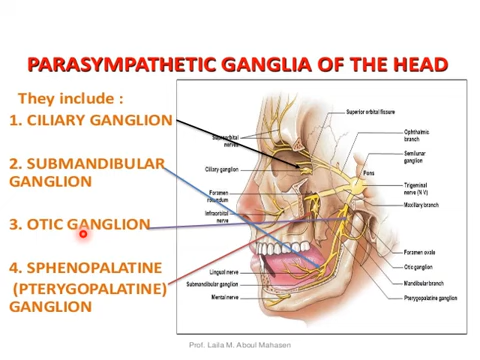 PARASYMPATHETIC GANGLIA OF THE HEAD
They include :
1. CILIARY GANGLION
2. SUBMANDIBULAR
GANGLION
3. OTIC GANGLION
4. SPHENOPALATINE
(PTERYGOPALATINE)
GANGLION
Superior orbital fissure
Supraorbital
nerves
Ophthalmic
branch
Semilunar
ganglion
Ciliary ganglion
Pons
Foramen
rotundum
Trigeminal
nerve (N V)
Infraorbital
nerve
Maxillary branch
Foramen ovale
Lingual nerve
Otic ganglion
Submandibular ganglion
Mandibular branch
Mental nerve
Pterygopalatine ganglion
Prof. Laila M. Aboul Mahasen